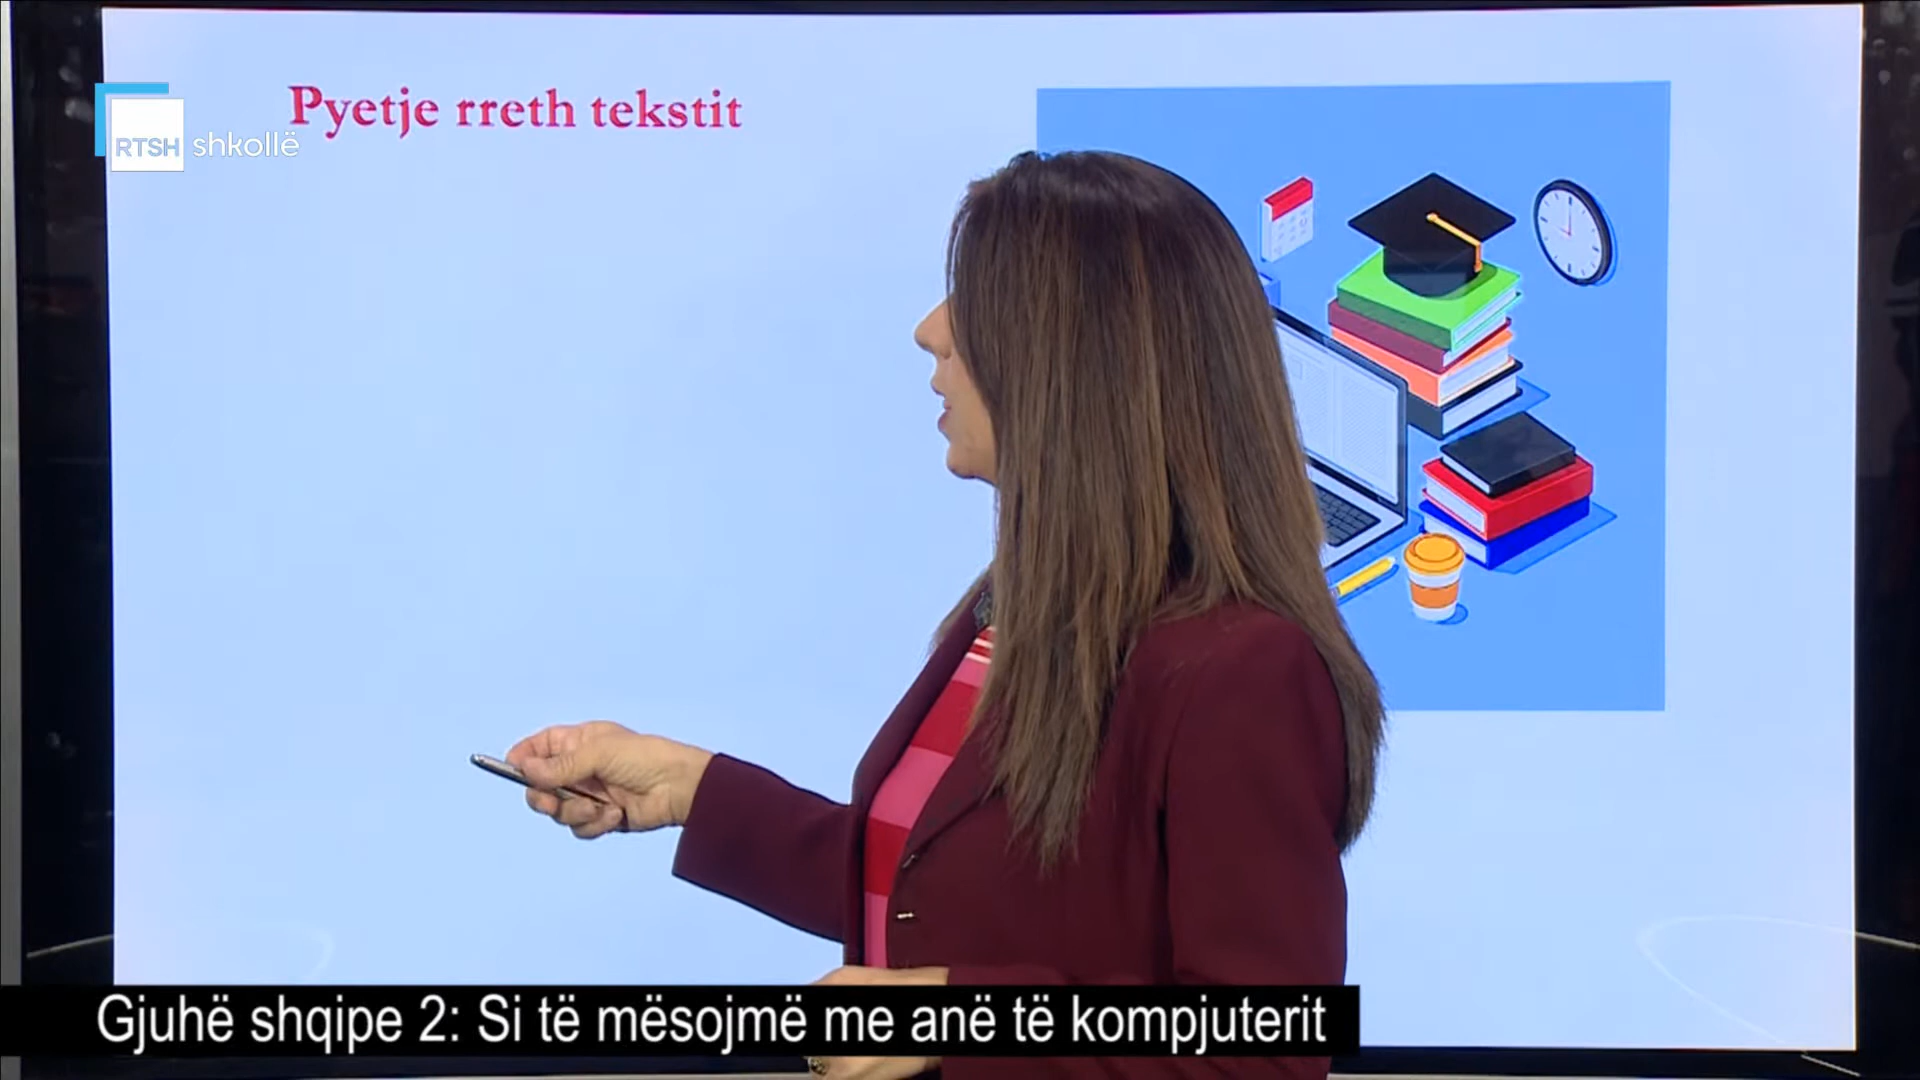 Pyetje rreth tekstit
RTSH shkollë
Gjuhë shqipe 2: Si të mësojmë me anë të kompjuterit